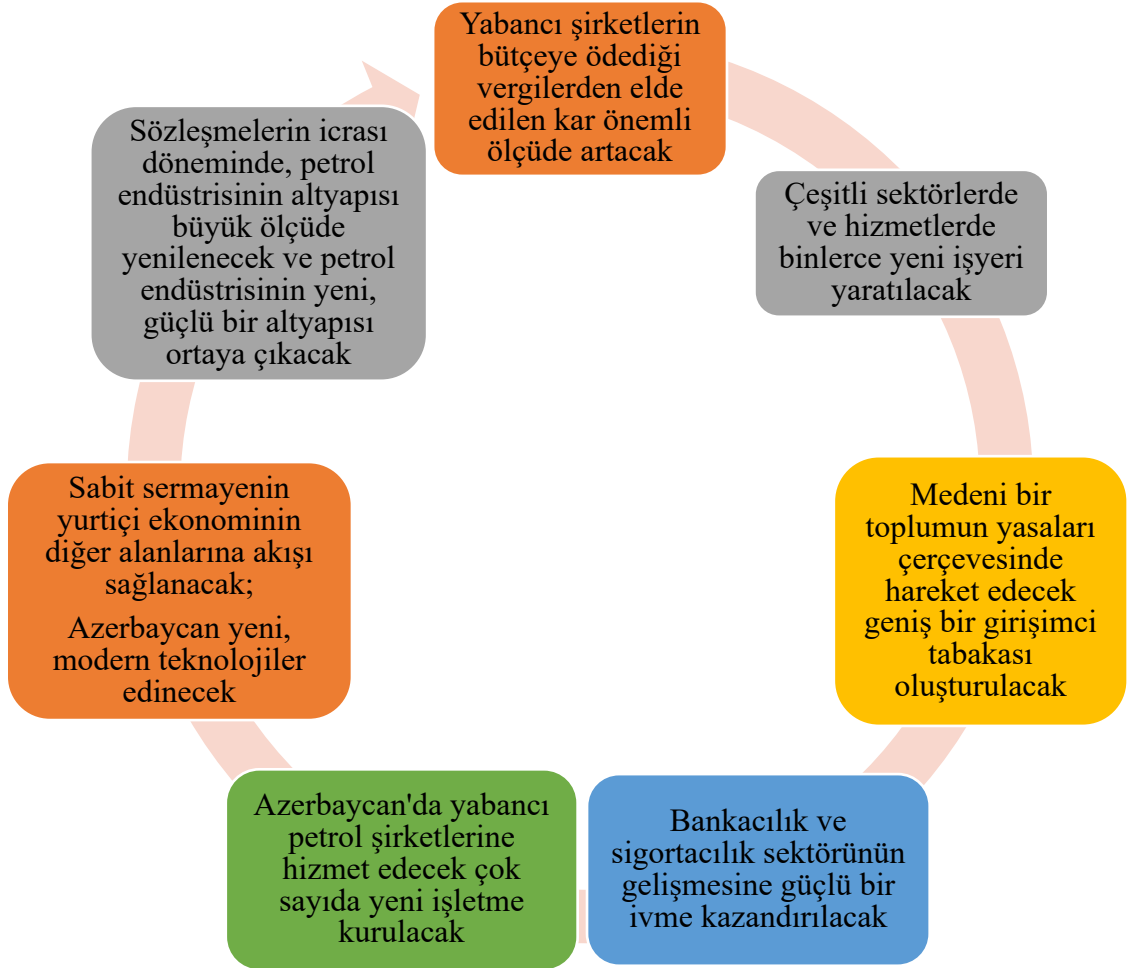 Yabancı şirketlerin
bütçeye ödediği
vergilerden elde
edilen kar önemli
ölçüde artacak
Çeşitli sektörlerde
ve hizmetlerde
binlerce yeni işyeri
yaratılacak
Medeni bir
toplumun yasaları
çerçevesinde
hareket edecek
geniş bir girişimci
tabakası
oluşturulacak
Bankacılık ve
sigortacılık sektörünün
gelişmesine güçlü bir
ivme kazandırılacak
Azerbaycan'da yabancı
petrol şirketlerine
hizmet edecek çok
sayıda yeni işletme
kurulacak
Sabit sermayenin
yurtiçi ekonominin
diğer alanlarına akışı
sağlanacak;
Azerbaycan yeni,
modern teknolojiler
edinecek
Sözleşmelerin icrası
döneminde, petrol
endüstrisinin altyapısı
büyük ölçüde
yenilenecek ve petrol
endüstrisinin yeni,
güçlü bir altyapısı
ortaya çıkacak